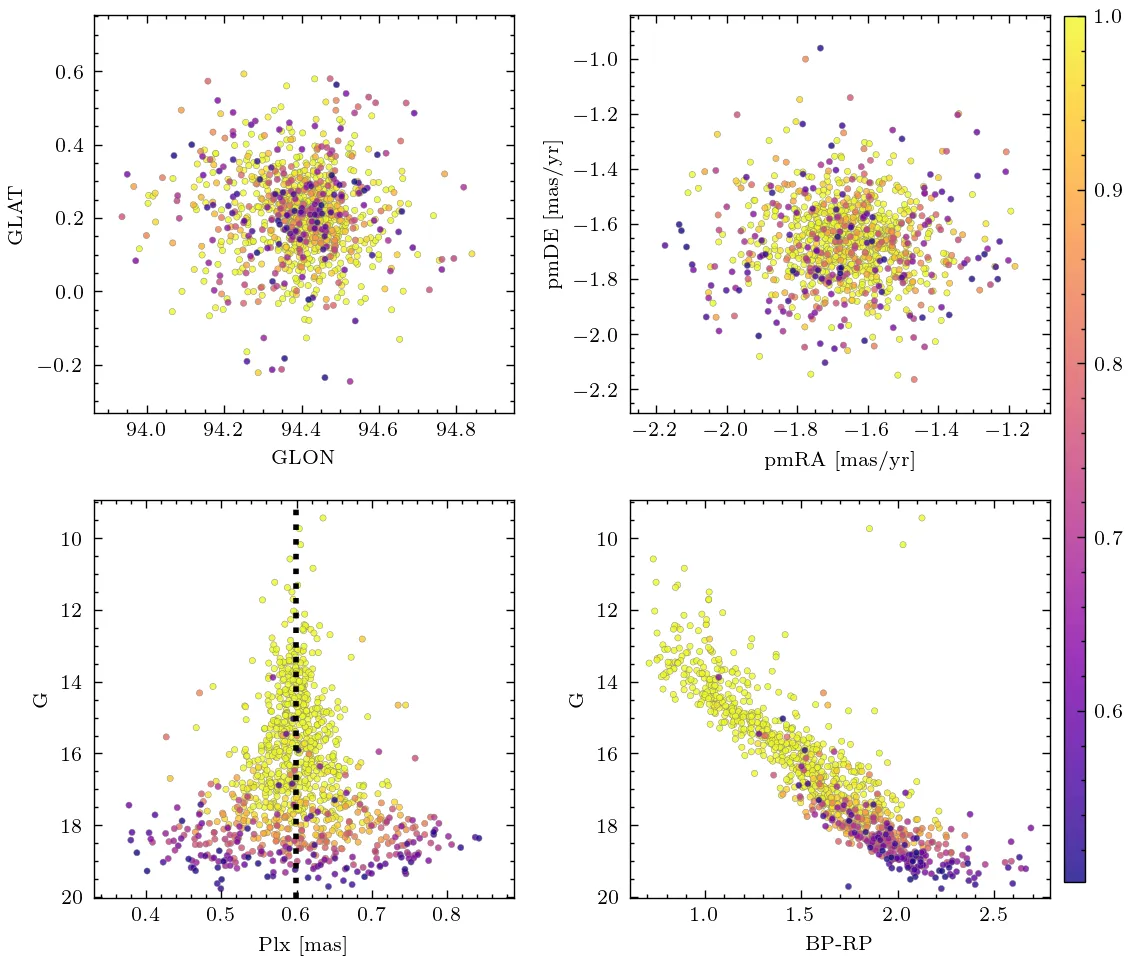 0.6
0.4
0.2
0.0
−0.2
GLAT
94.0 94.2 94.4 94.6 94.8
GLON
−1.0
−1.2
−1.4
−1.6
−1.8
−2.0
−2.2
pmDE [mas/yr]
−2.2 −2.0 −1.8 −1.6 −1.4 −1.2
pmRA [mas/yr]
1.0
0.9
0.8
0.7
0.6
10
12
14
16
18
20
G
0.4 0.5 0.6 0.7 0.8
Plx [mas]
10
12
14
16
18
20
G
1.0 1.5 2.0 2.5
BP-RP